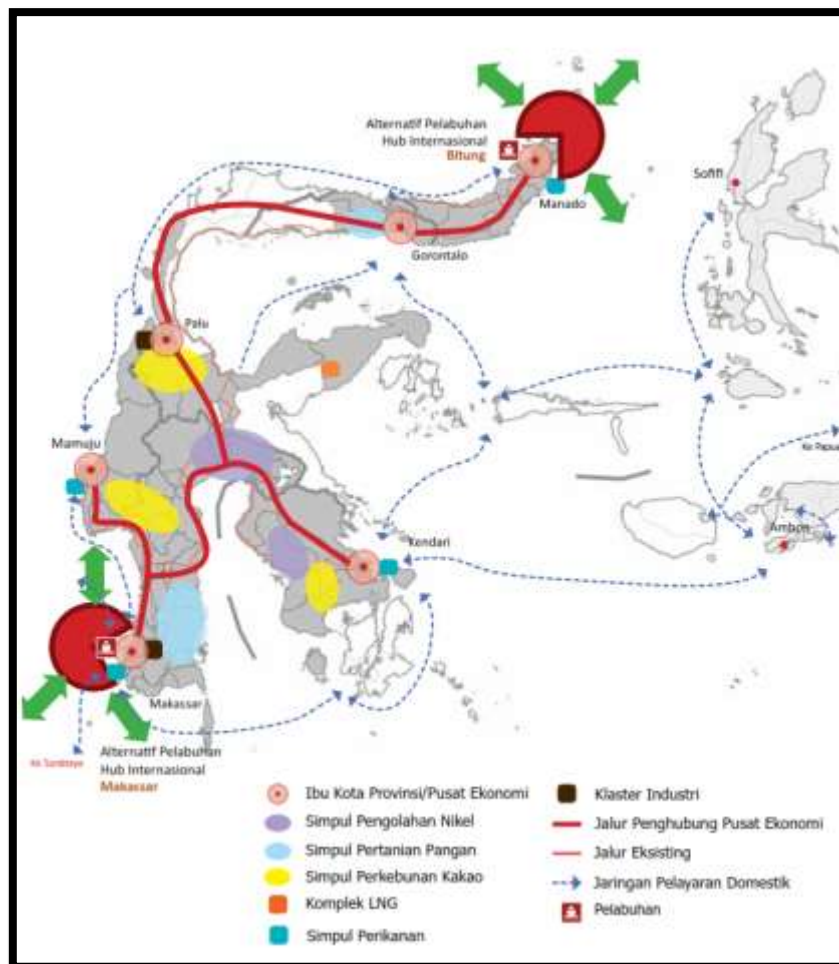 Alternatif Pelabuhan
Hub Internasional
Bitung
Manado
Sofifi
Gorontalo
Palu
Mamuju
Ke Papua
Ambon
Kendari
Makassar
Ke Surabaya
Alternatif Pelabuhan
Hub Internasional
Makassar
Ibu Kota Provinsi/Pusat Ekonomi
Simpul Pengolahan Nikel
Simpul Pertanian Pangan
Simpul Perkebunan Kakao
Komplek LNG
Simpul Perikanan
Klaster Industri
Jalur Penghubung Pusat Ekonomi
Jalur Eksisting
Jaringan Pelayaran Domestik
Pelabuhan